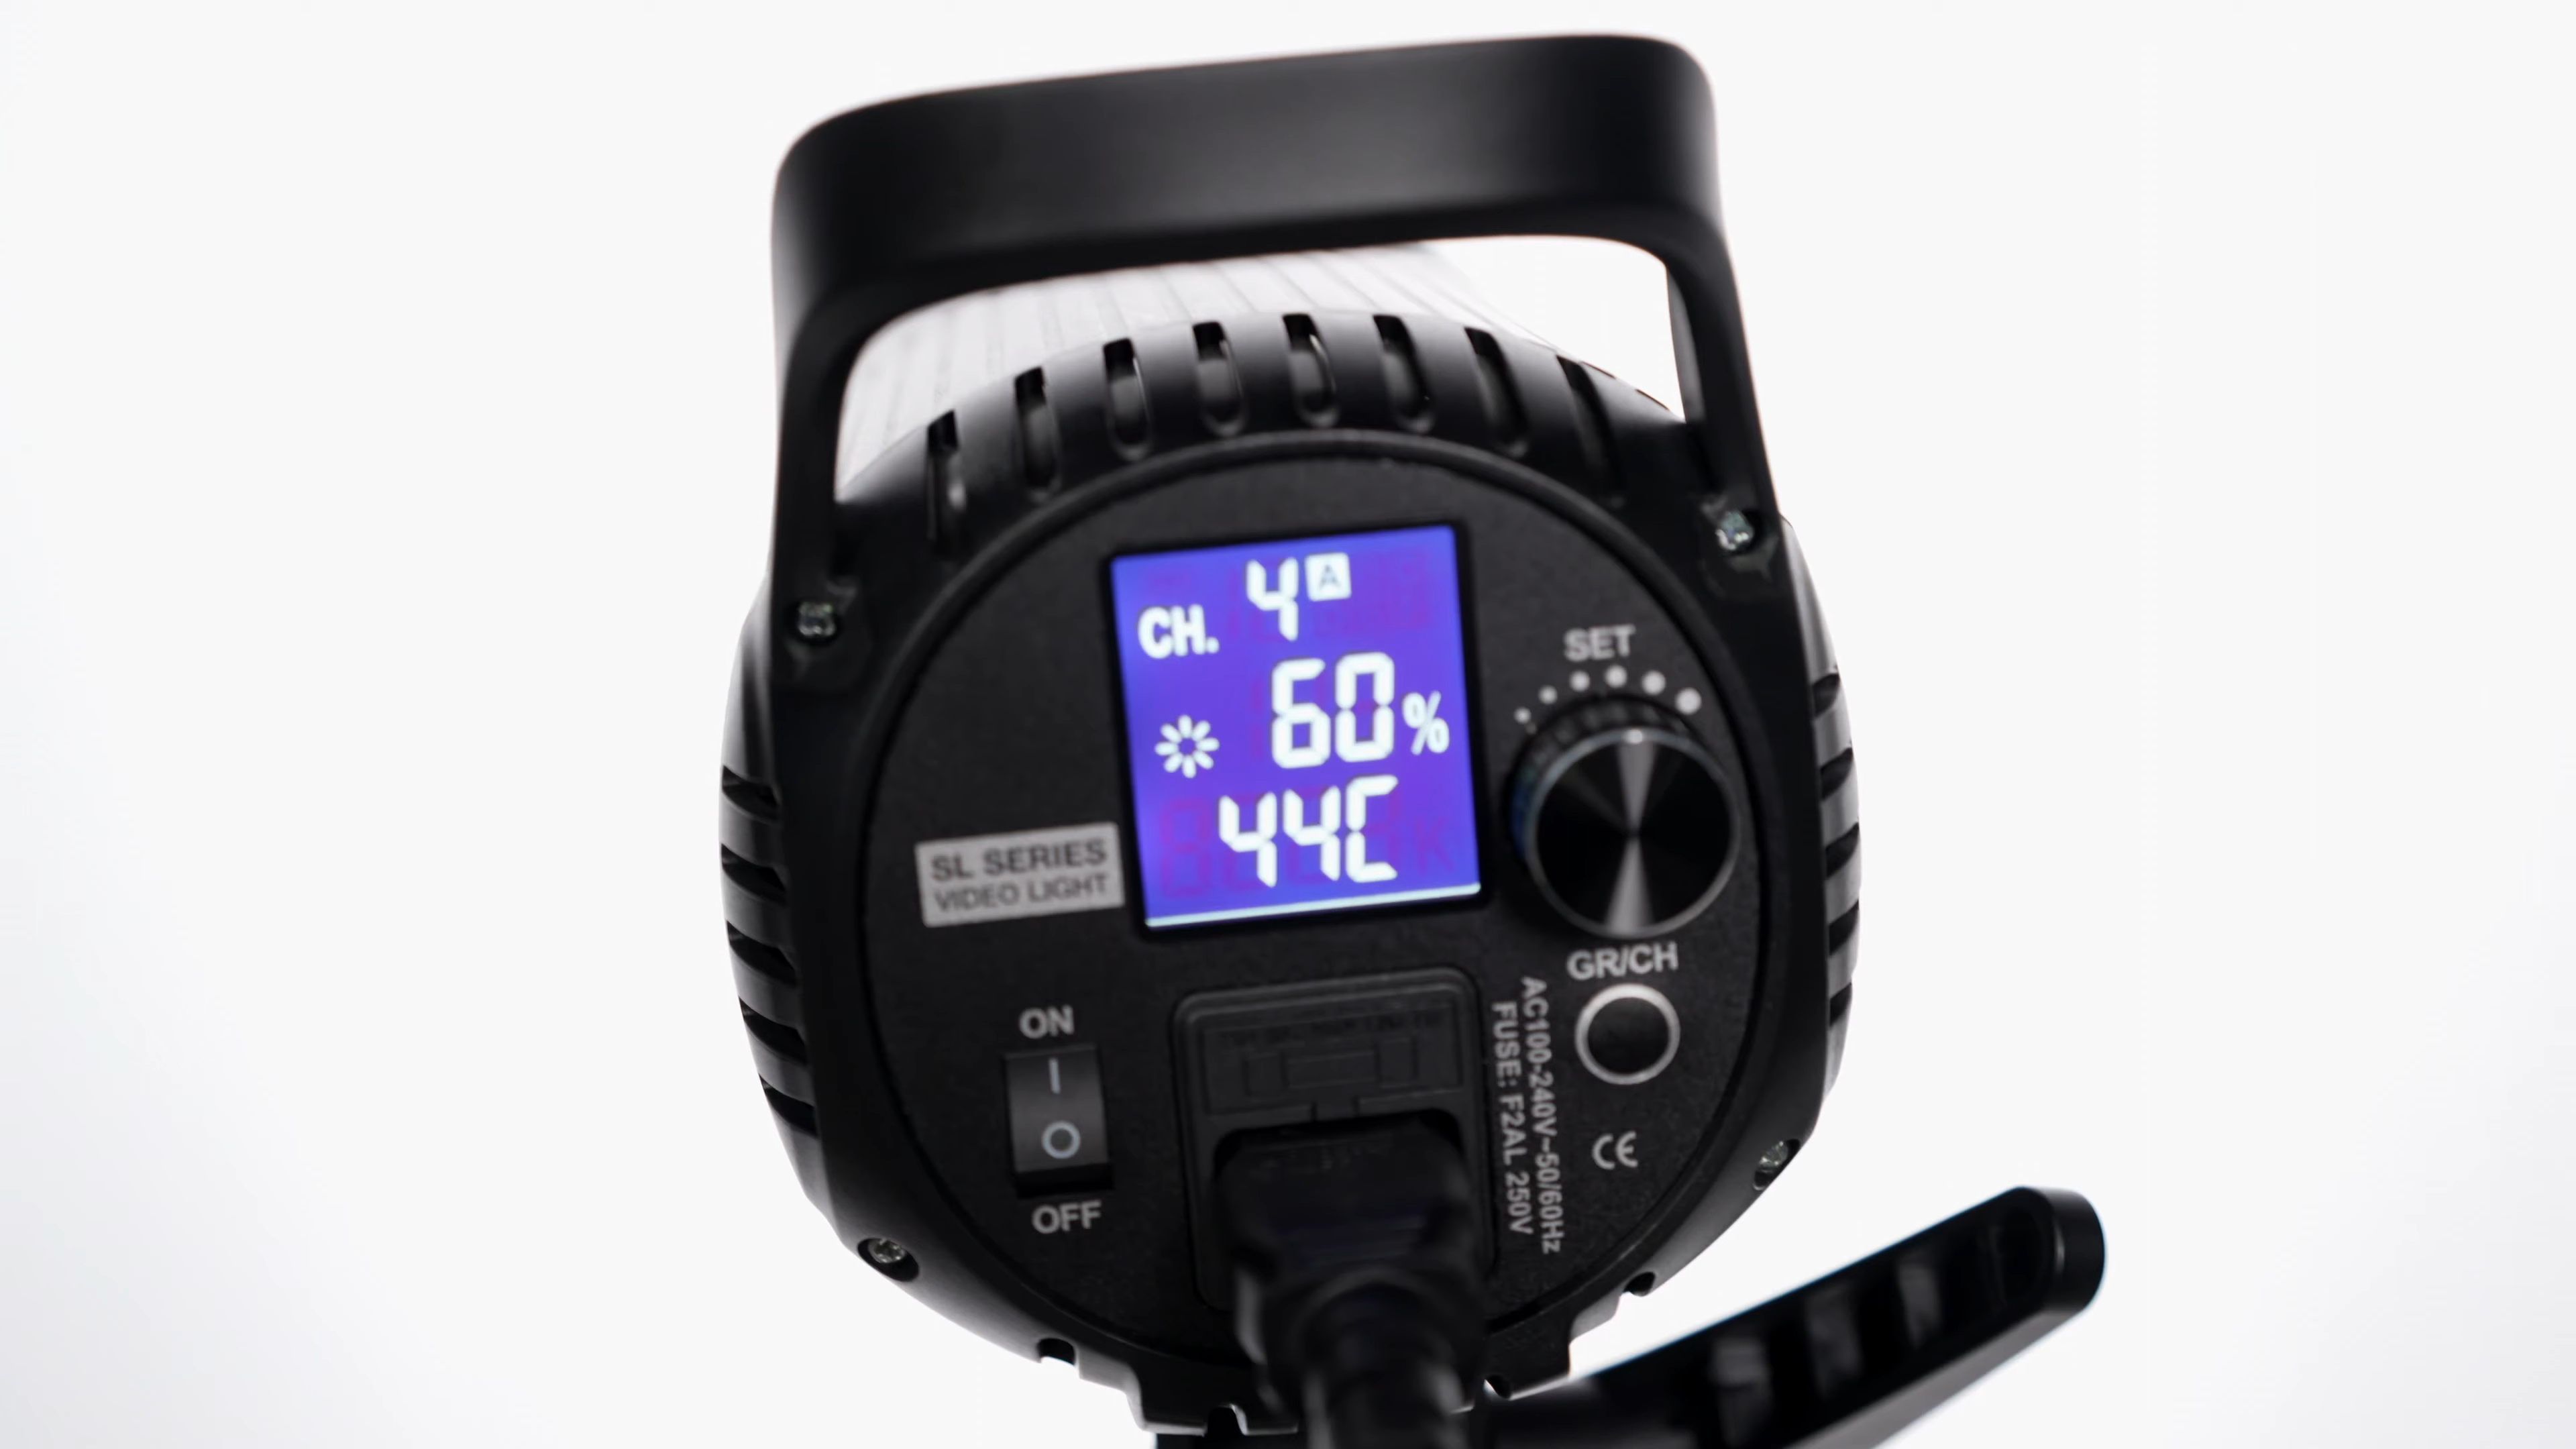 4 A
CH.
60%
44C
SET
SL SERIES
VIDEO LIGHT
GR/CH
ON
I
O
OFF
AC100-240V~50/60Hz
FUSE: F2AL 250V
CE